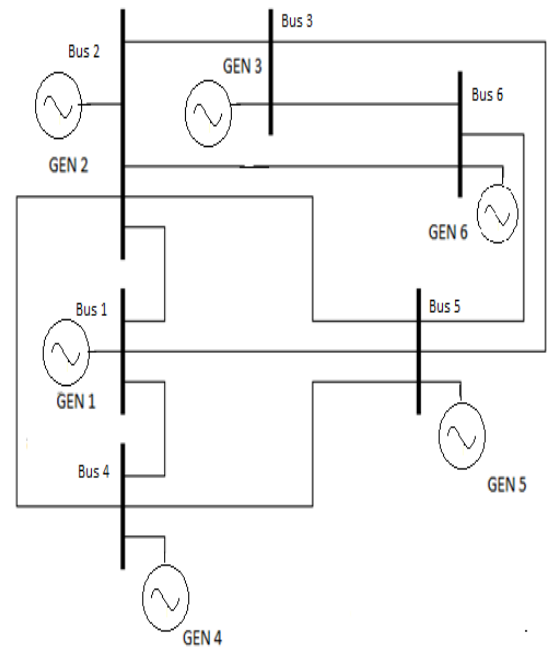 Bus 3
Bus 2
GEN 3
Bus 6
GEN 2
GEN 6
Bus 1
Bus 5
GEN 1
Bus 4
GEN 5
GEN 4